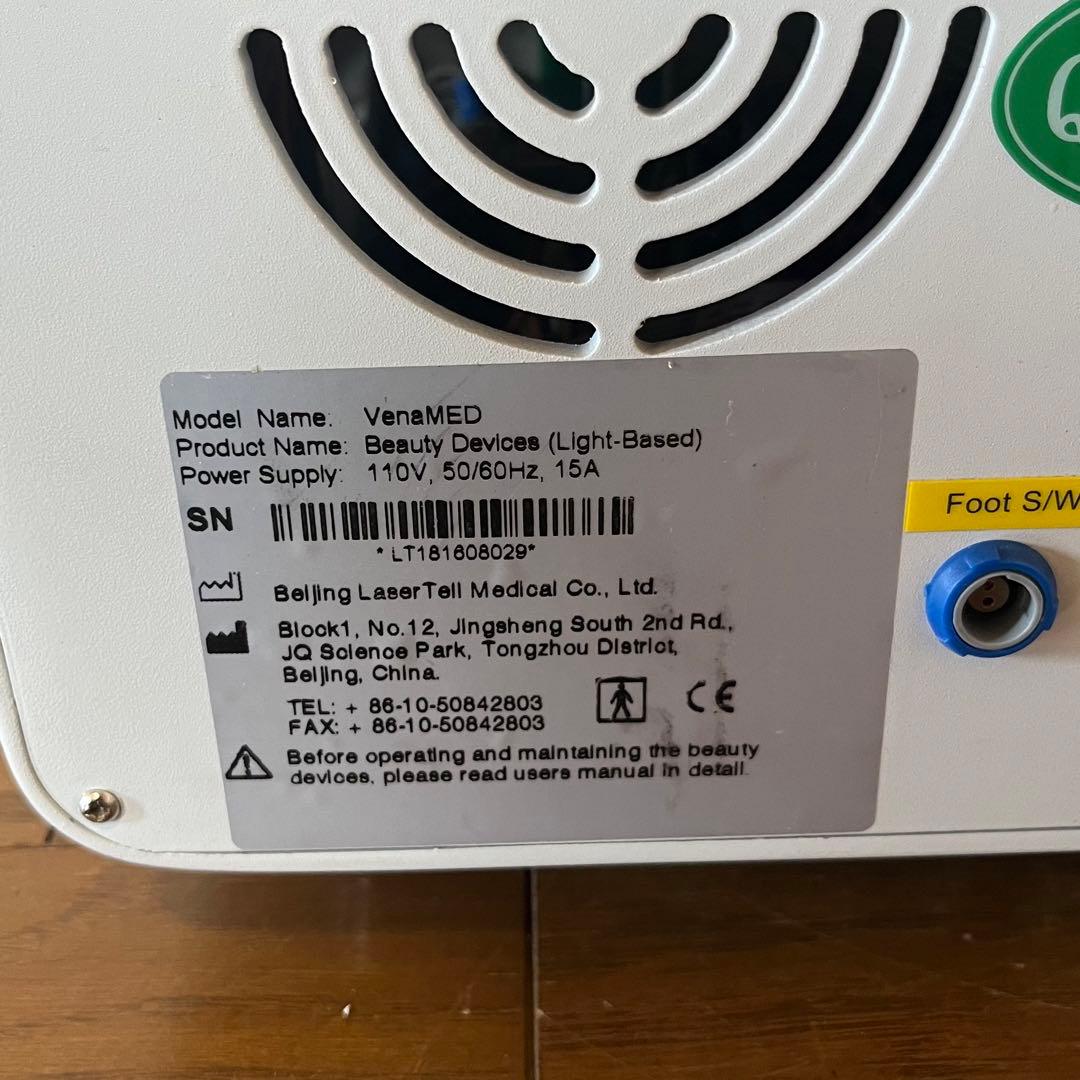 Model Name: VenaMED
Product Name: Beauty Devices (Light-Based)
Power Supply: 110V, 50/60Hz, 15A
SN
*LT181608029*
Beijing LaserTell Medical Co., Ltd.
Block1, No.12, Jingsheng South 2nd Rd.,
JQ Science Park, Tongzhou District,
Beijing, China.
TEL: + 86-10-50842803
FAX: + 86-10-50842803
CE
Before operating and maintaining the beauty
devices, please read users manual in detail.
Foot S/W